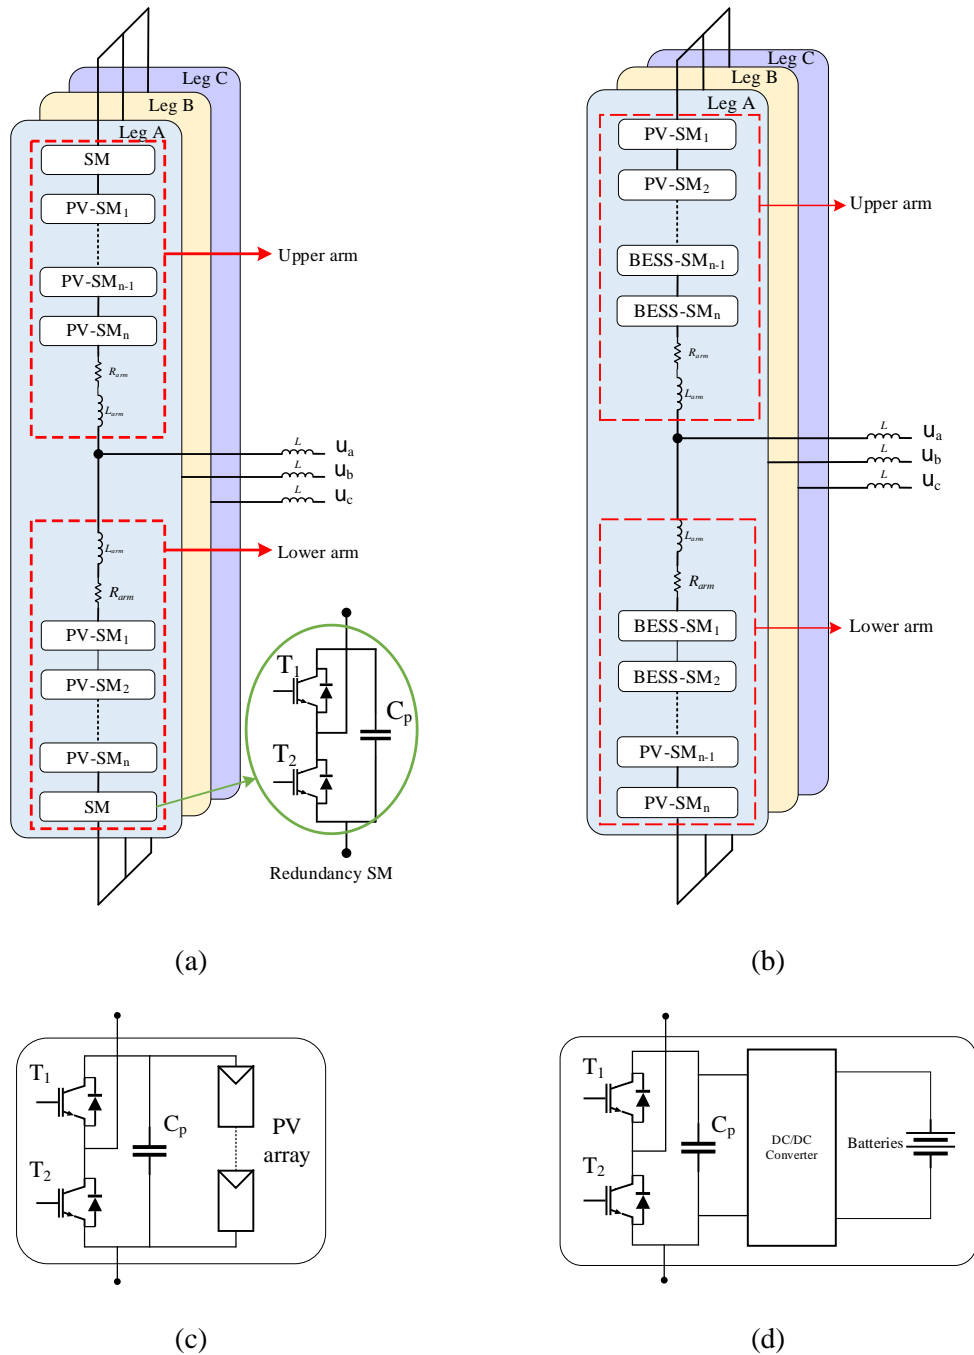 Leg C
Leg B
Leg A
SM
PV-SM1
PV-SMn-1
PV-SMn
Rarm
Larm
Upper arm
L
ua
L
ub
L
uc
Larm
Rarm
Lower arm
PV-SM1
PV-SM2
PV-SMn
SM
T1
T2
Cp
Redundancy SM
(a)
Leg C
Leg B
Leg A
PV-SM1
PV-SM2
BESS-SMn-1
BESS-SMn
Rarm
Larm
Upper arm
L
ua
L
ub
L
uc
Larm
Rarm
Lower arm
BESS-SM1
BESS-SM2
PV-SMn-1
PV-SMn
(b)
T1
T2
Cp
PV
array
(c)
T1
T2
Cp
DC/DC
Converter
Batteries
(d)